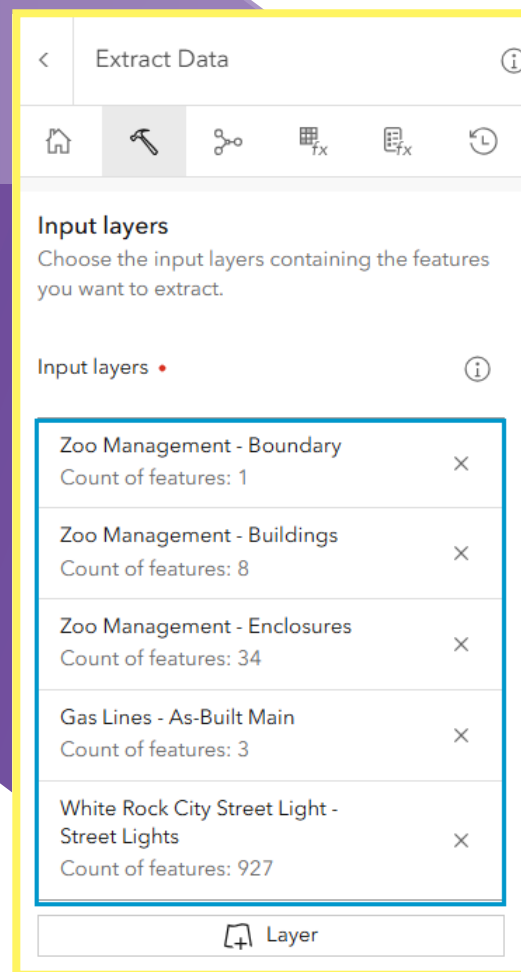 Extract Data
fx
fx
Input layers
Choose the input layers containing the features
you want to extract.
Input layers
Zoo Management - Boundary
Count of features: 1
Zoo Management - Buildings
Count of features: 8
Zoo Management - Enclosures
Count of features: 34
Gas Lines - As-Built Main
Count of features: 3
White Rock City Street Light -
Street Lights
Count of features: 927
Layer